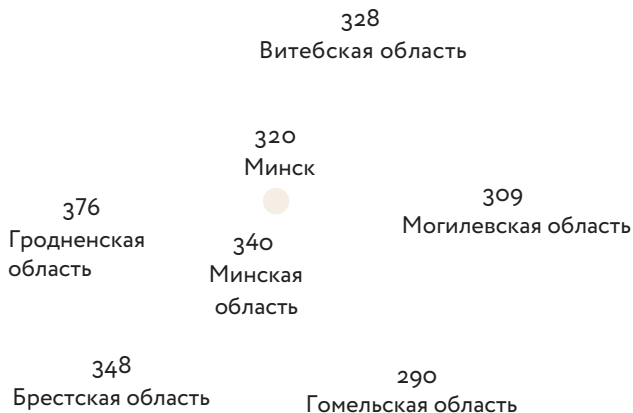 328
Витебская область
320
Минск
376
Гродненская
область
309
Могилевская область
340
Минская
область
348
Брестская область
290
Гомельская область